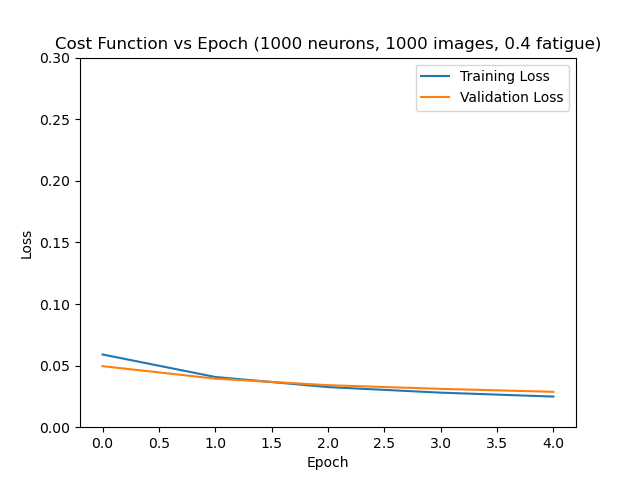 Cost Function vs Epoch (1000 neurons, 1000 images, 0.4 fatigue)
0.30
0.25
0.20
0.15
0.10
0.05
0.00
Loss
Training Loss
Validation Loss
0.0 0.5 1.0 1.5 2.0 2.5 3.0 3.5 4.0
Epoch